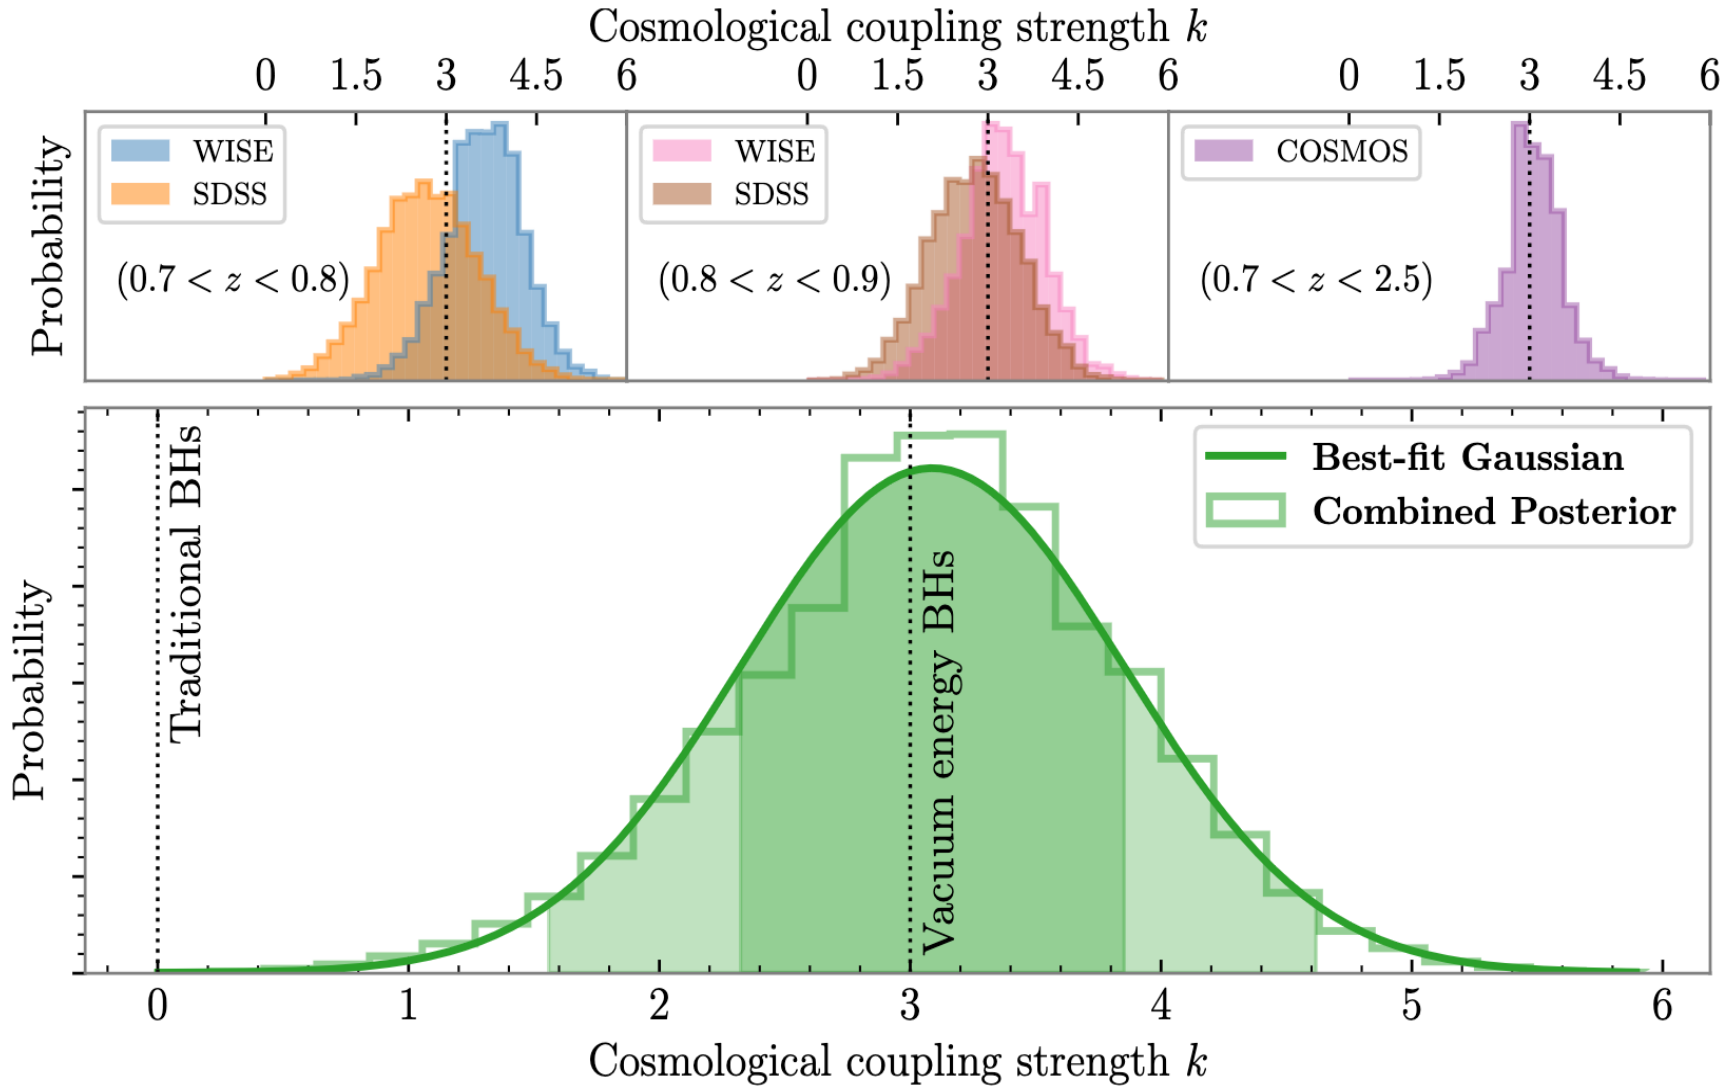 Cosmological coupling strength k
0 1.5 3 4.5 6 0 1.5 3 4.5 6 0 1.5 3 4.5 6
Probability
WISE
SDSS
(0.7 < z < 0.8)
WISE
SDSS
(0.8 < z < 0.9)
COSMOS
(0.7 < z < 2.5)
Probability
Traditional BHs
Vacuum energy BHs
Best-fit Gaussian
Combined Posterior
0 1 2 3 4 5 6
Cosmological coupling strength k